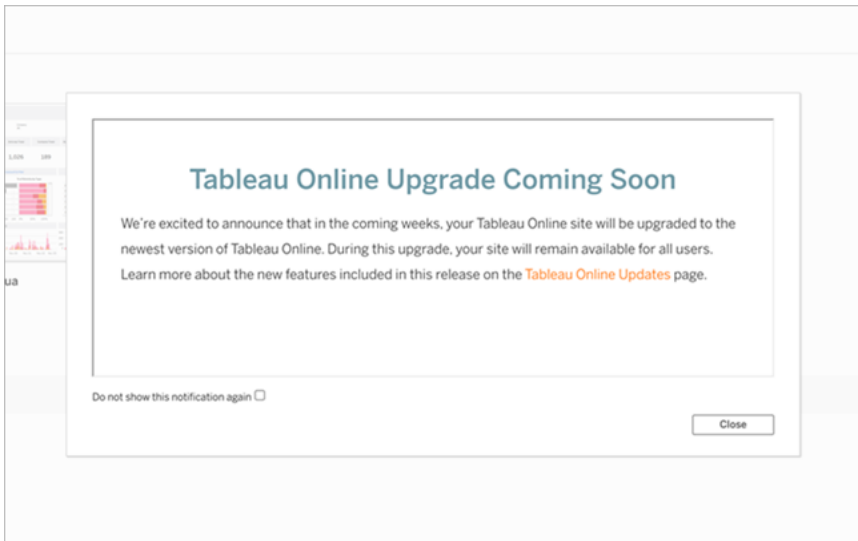 1,026 189
ua
Tableau Online Upgrade Coming Soon
We're excited to announce that in the coming weeks, your Tableau Online site will be upgraded to the
newest version of Tableau Online. During this upgrade, your site will remain available for all users.
Learn more about the new features included in this release on the Tableau Online Updates page.
Do not show this notification again
Close